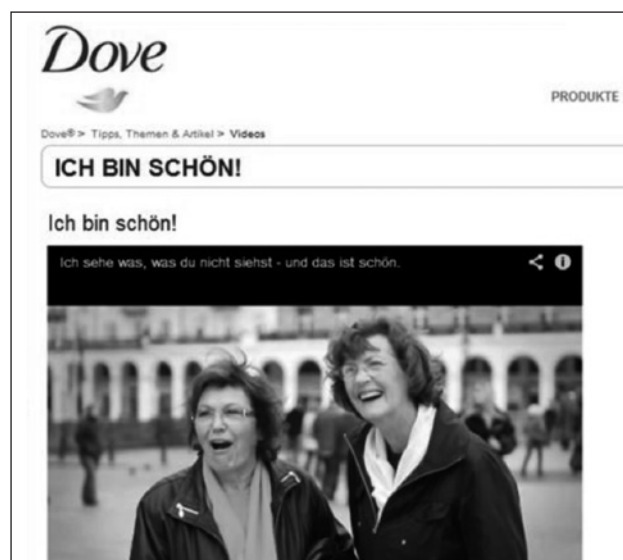 Dove
PRODUKTE
Dove® > Tipps, Themen & Artikel > Videos
ICH BIN SCHÖN!
Ich bin schön!
Ich sehe was, was du nicht siehst - und das ist schön.